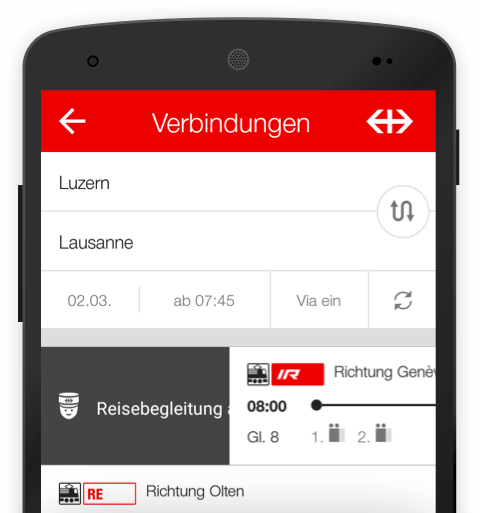 Verbindungen
Luzern
Lausanne
02.03. ab 07:45 Via ein
IR Richtung Genèv
Reisebegleitung a
08:00
Gl. 8 1. 2.
RE Richtung Olten